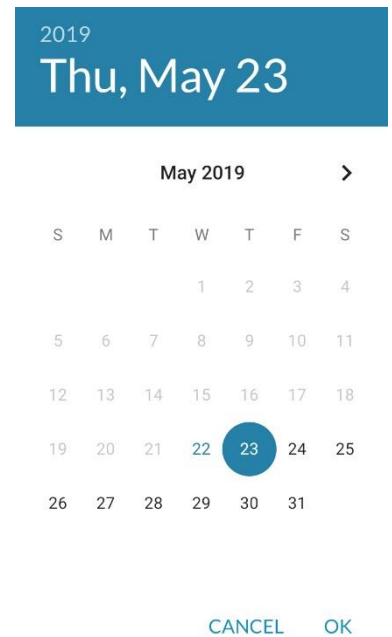 2019
Thu, May 23
May 2019
S M T W T F S
1 2 3 4
5 6 7 8 9 10 11
12 13 14 15 16 17 18
19 20 21 22 23 24 25
26 27 28 29 30 31
CANCEL OK